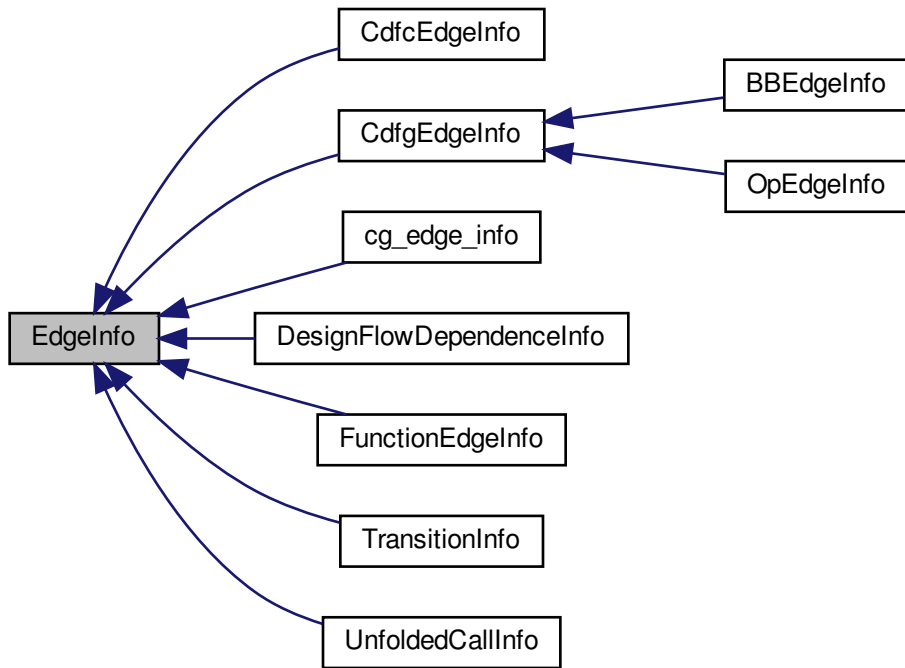 CdfcEdgeInfo
BBEdgeInfo
CdfgEdgeInfo
OpEdgeInfo
cg_edge_info
EdgeInfo
DesignFlowDependenceInfo
FunctionEdgeInfo
TransitionInfo
UnfoldedCallInfo